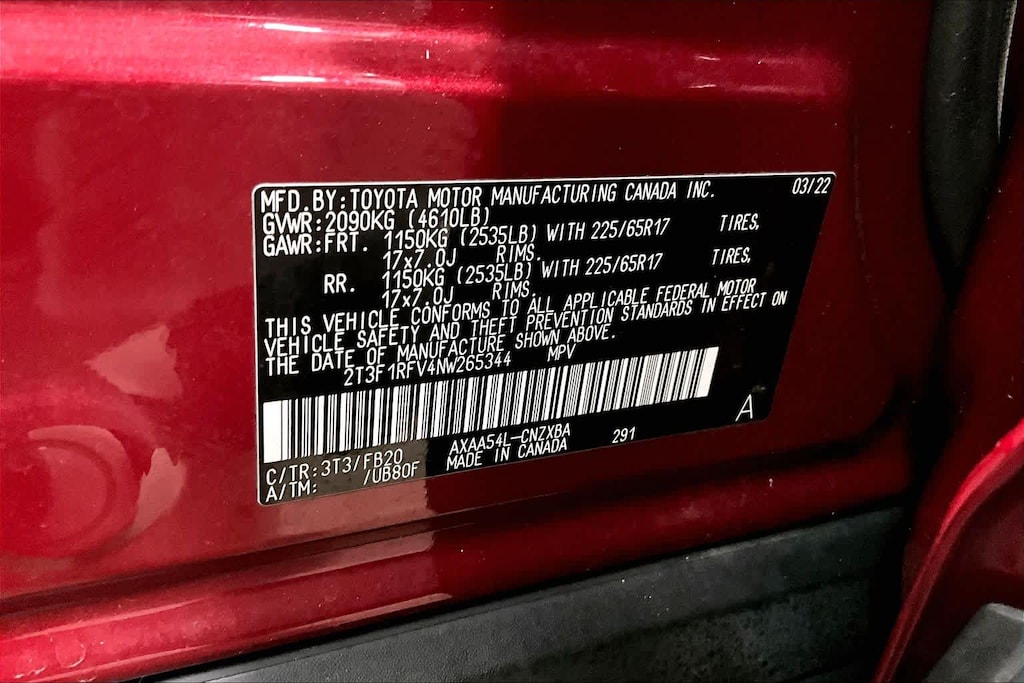 MFD.BY:TOYOTA MOTOR MANUFACTURING CANADA INC. 03/22
GVWR:2090KG (4610LB)
GAWR:FRT. 1150KG (2535LB) WITH 225/65R17 TIRES,
17x7.0J RIMS.
RR. 1150KG (2535LB) WITH 225/65R17 TIRES,
17x7.0J RIMS.
THIS VEHICLE CONFORMS TO ALL APPLICABLE FEDERAL MOTOR
VEHICLE SAFETY AND THEFT PREVENTION STANDARDS IN EFFECT ON
THE DATE OF MANUFACTURE SHOWN ABOVE.
2T3F1RFV4NW265344 MPV
A
C/TR:3T3/FB20 AXAA54L-CNZXBA 291
A/TM: /UB80F MADE IN CANADA